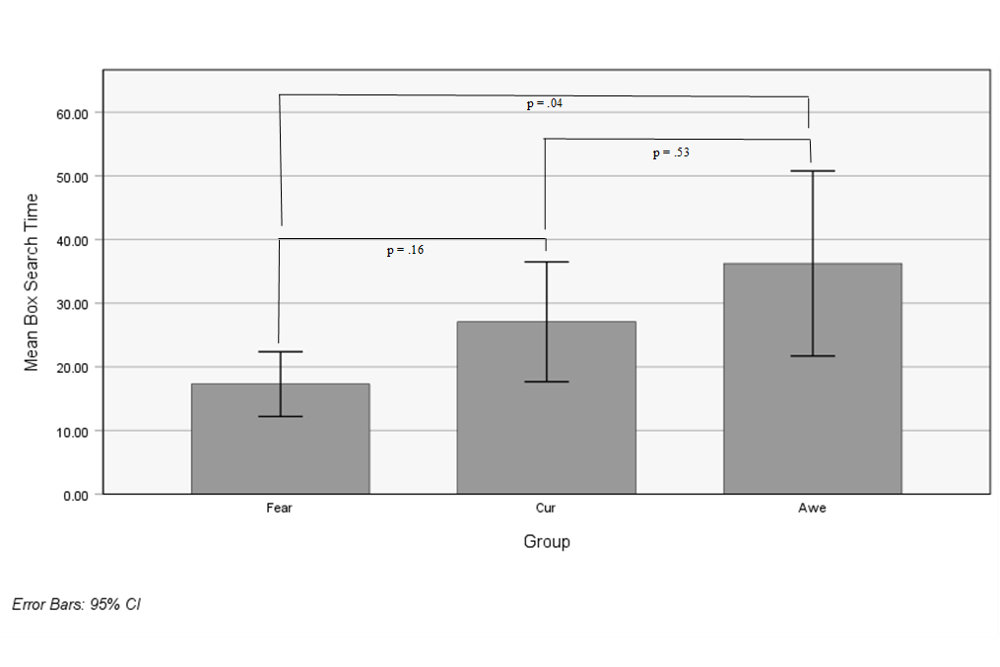 p = .04
p = .53
p = .16
60.00
50.00
40.00
30.00
20.00
10.00
0.00
Mean Box Search Time
Fear
Cur
Awe
Group
Error Bars: 95% CI